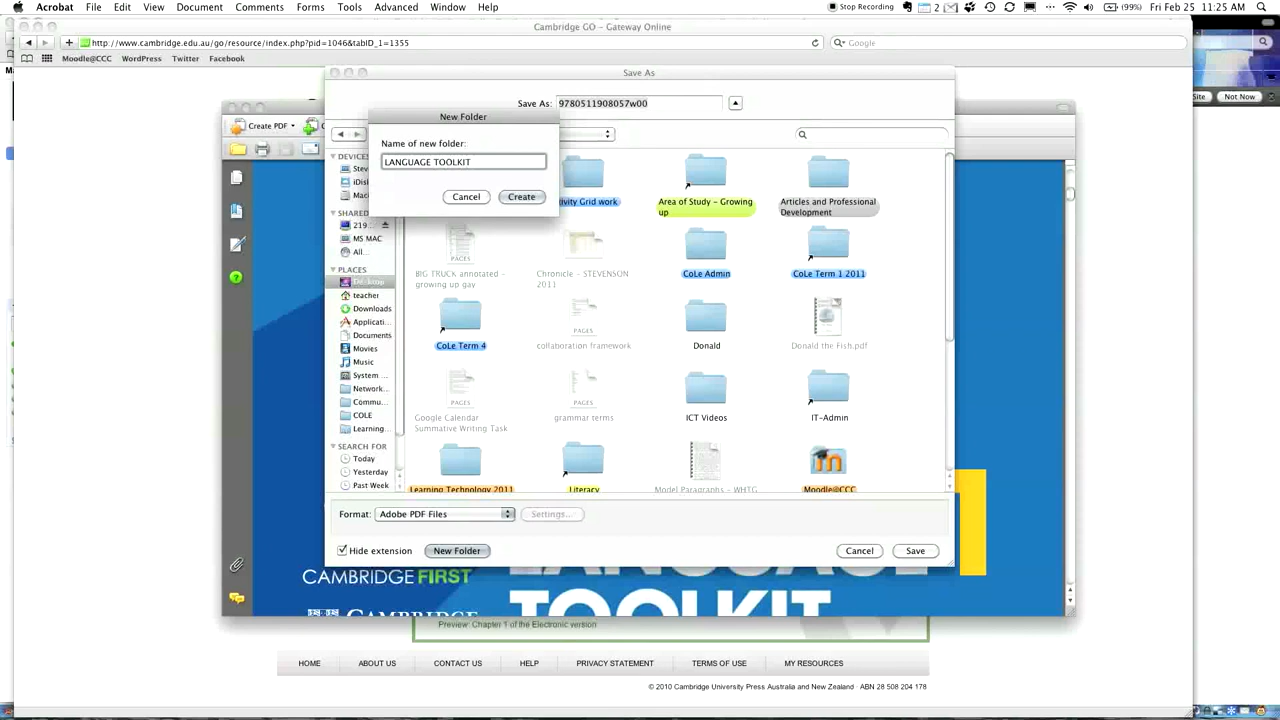 Acrobat File Edit View Document Comments Forms Tools Advanced Window Help Stop Recording 2 (99%) Fri Feb 25 11:25 AM
Cambridge GO - Gateway Online
http://www.cambridge.edu.au/go/resource/index.php?pid=1046&tabID_1=1355 Google
Moodle@CCC WordPress Twitter Facebook
Save As
Site Not Now
Save As: 9780511908057w00
New Folder
Create PDF
Name of new folder:
LANGUAGE TOOLKIT
Cancel Create
DEVICES
iDisk
SHARED
219...
MS MAC
All...
PLACES
Desktop
teacher
Downloads
Applicati...
Documents
Movies
Music
System ...
Network...
Commu...
COLE
Learning...
SEARCH FOR
Today
Yesterday
Past Week
ivity Grid work
Area of Study - Growing up
Articles and Professional Development
BIG TRUCK annotated - growing up gay
Chronicle - STEVENSON 2011
CoLe Admin
CoLe Term 1 2011
CoLe Term 4
collaboration framework
Donald
Donald the Fish.pdf
Google Calendar Summative Writing Task
grammar terms
ICT Videos
IT-Admin
Learning Technology 2011
Literacy
Model Paragraphs - WHTG
Moodle@CCC
Format: Adobe PDF Files Settings...
Hide extension New Folder Cancel Save
CAMBRIDGE FIRST
LANGUAGE
CAMBRIDGE
TOOLKIT
Preview: Chapter 1 of the Electronic version
HOME ABOUT US CONTACT US HELP PRIVACY STATEMENT TERMS OF USE MY RESOURCES
© 2010 Cambridge University Press Australia and New Zealand - ABN 28 508 204 178